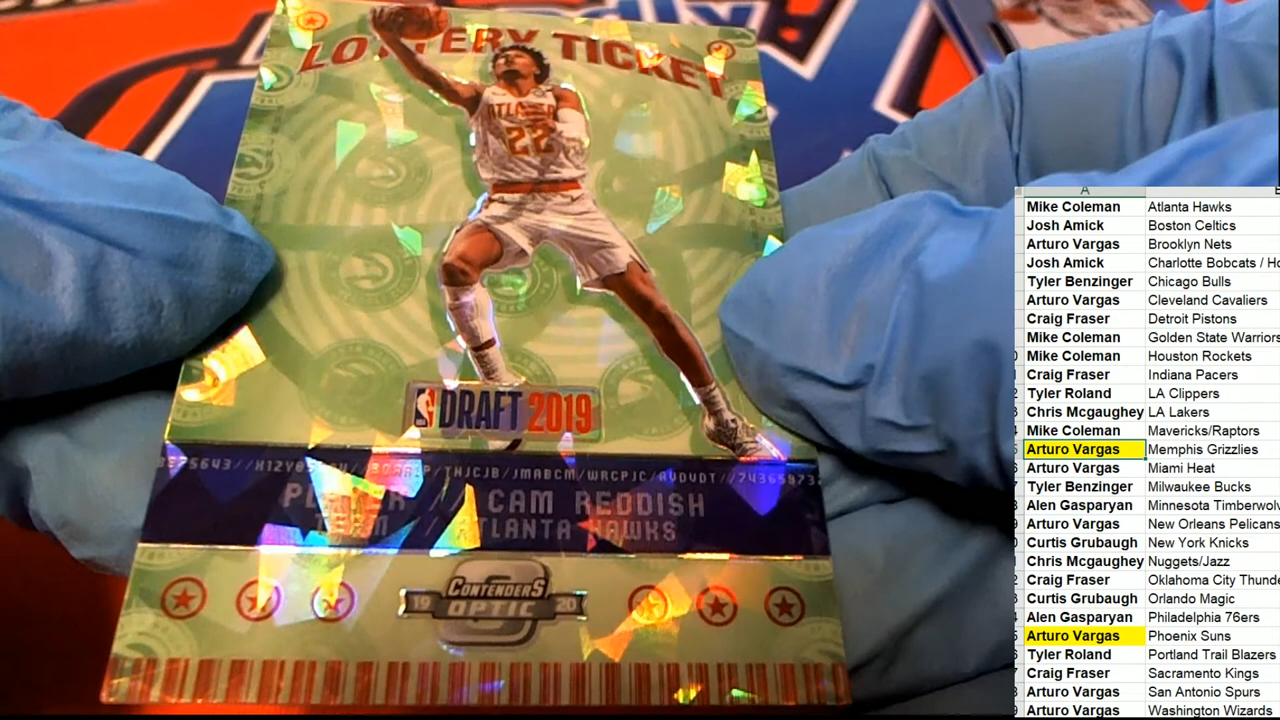 LOTTERY TICKET
ATLANTA
22
DRAFT 2019
PLAYER // CAM REDDISH
TEAM // ATLANTA HAWKS
CONTENDERS
19 OPTIC 20
A
Mike Coleman Atlanta Hawks
Josh Amick Boston Celtics
Arturo Vargas Brooklyn Nets
Josh Amick Charlotte Bobcats / Ho
Tyler Benzinger Chicago Bulls
Arturo Vargas Cleveland Cavaliers
Craig Fraser Detroit Pistons
Mike Coleman Golden State Warriors
Mike Coleman Houston Rockets
Craig Fraser Indiana Pacers
Tyler Roland LA Clippers
Chris Mcgaughey LA Lakers
Mike Coleman Mavericks/Raptors
Arturo Vargas Memphis Grizzlies
Arturo Vargas Miami Heat
Tyler Benzinger Milwaukee Bucks
Alen Gasparyan Minnesota Timberwolv
Arturo Vargas New Orleans Pelicans
Curtis Grubaugh New York Knicks
Chris Mcgaughey Nuggets/Jazz
Craig Fraser Oklahoma City Thunde
Curtis Grubaugh Orlando Magic
Alen Gasparyan Philadelphia 76ers
Arturo Vargas Phoenix Suns
Tyler Roland Portland Trail Blazers
Craig Fraser Sacramento Kings
Arturo Vargas San Antonio Spurs
Arturo Vargas Washington Wizards